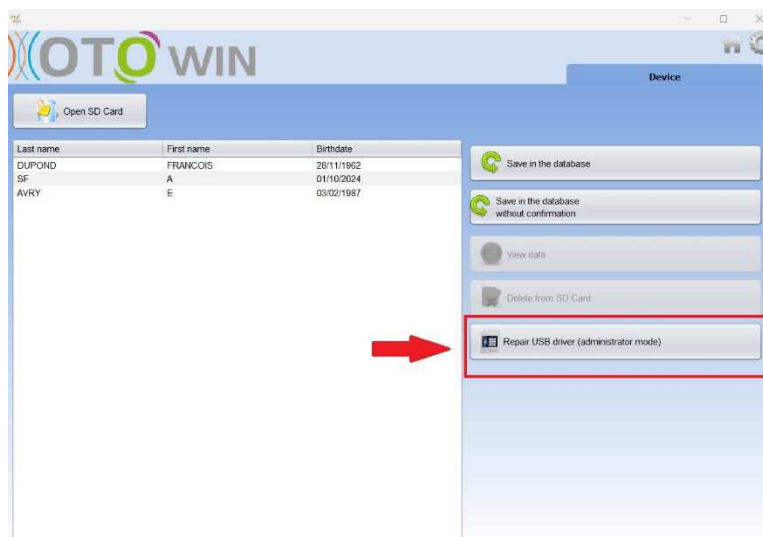 OTO WIN
Device
Open SD Card
Last name First name Birthdate
DUPOND FRANCOIS 28/11/1962
SF A 01/10/2024
AVRY E 03/02/1987
Save in the database
Save in the database
without confirmation
View data
Delete from SD Card
Repair USB driver (administrator mode)